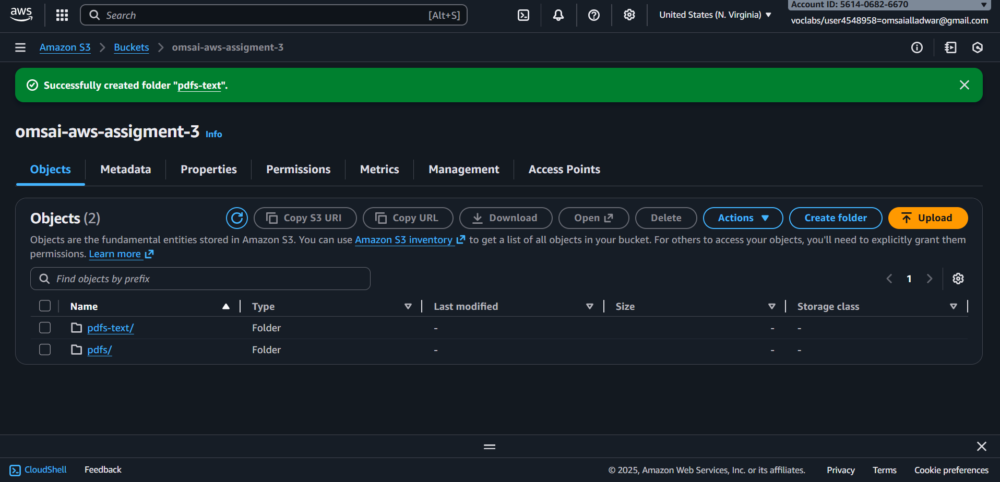 aws
Search [Alt+S]
United States (N. Virginia)
Account ID: 5614-0682-6670
voclabs/user4548958=omsaialladwar@gmail.com
Amazon S3 Buckets omsai-aws-assigment-3
Successfully created folder "pdfs-text".
omsai-aws-assigment-3 Info
Objects Metadata Properties Permissions Metrics Management Access Points
Objects (2) Copy S3 URI Copy URL Download Open Delete Actions Create folder Upload
Objects are the fundamental entities stored in Amazon S3. You can use Amazon S3 inventory to get a list of all objects in your bucket. For others to access your objects, you'll need to explicitly grant them
permissions. Learn more
Find objects by prefix 1
Name Type Last modified Size Storage class
pdfs-text/ Folder - - -
pdfs/ Folder - - -
CloudShell Feedback © 2025, Amazon Web Services, Inc. or its affiliates. Privacy Terms Cookie preferences